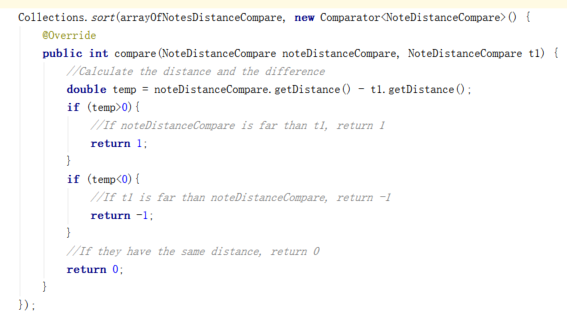 Collections.sort(arrayOfNotesDistanceCompare, new Comparator<NoteDistanceCompare>() {
@Override
public int compare(NoteDistanceCompare noteDistanceCompare, NoteDistanceCompare t1) {
//Calculate the distance and the difference
double temp = noteDistanceCompare.getDistance() - t1.getDistance();
if (temp>0){
//If noteDistanceCompare is far than t1, return 1
return 1;
}
if (temp<0){
//If t1 is far than noteDistanceCompare, return -1
return -1;
}
//If they have the same distance, return 0
return 0;
}
});